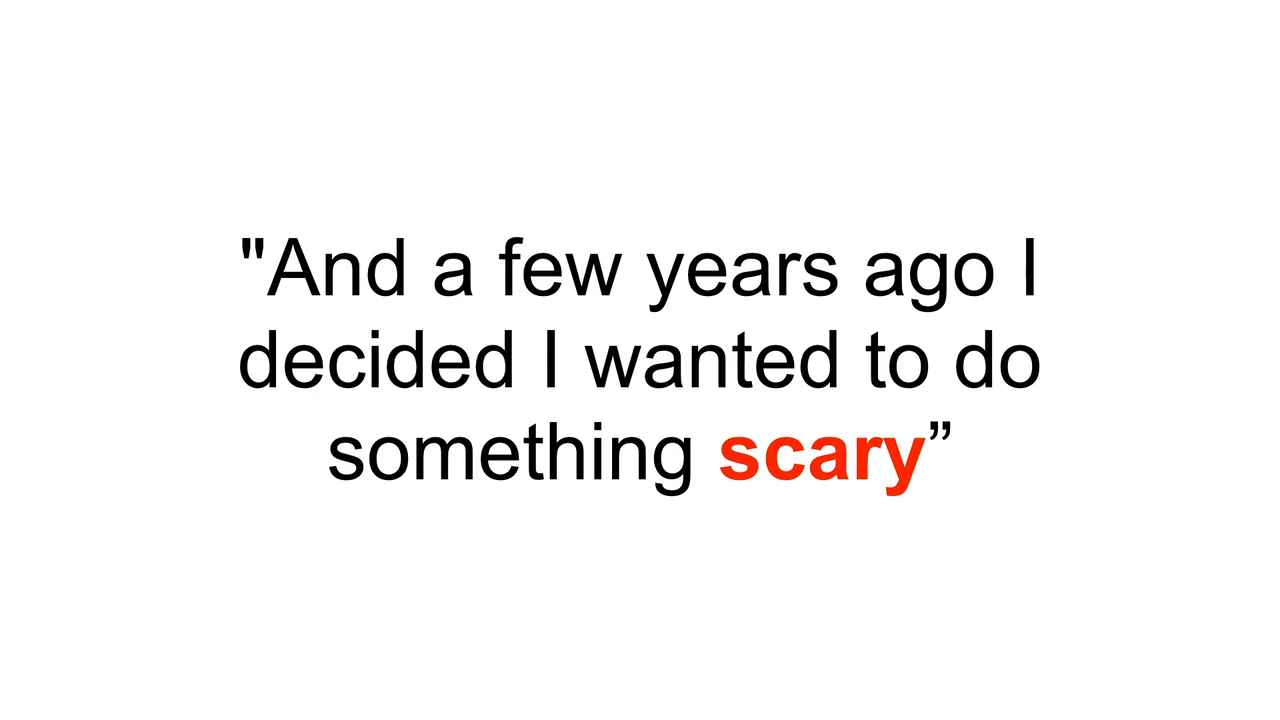 "And a few years ago I
decided I wanted to do
something scary”